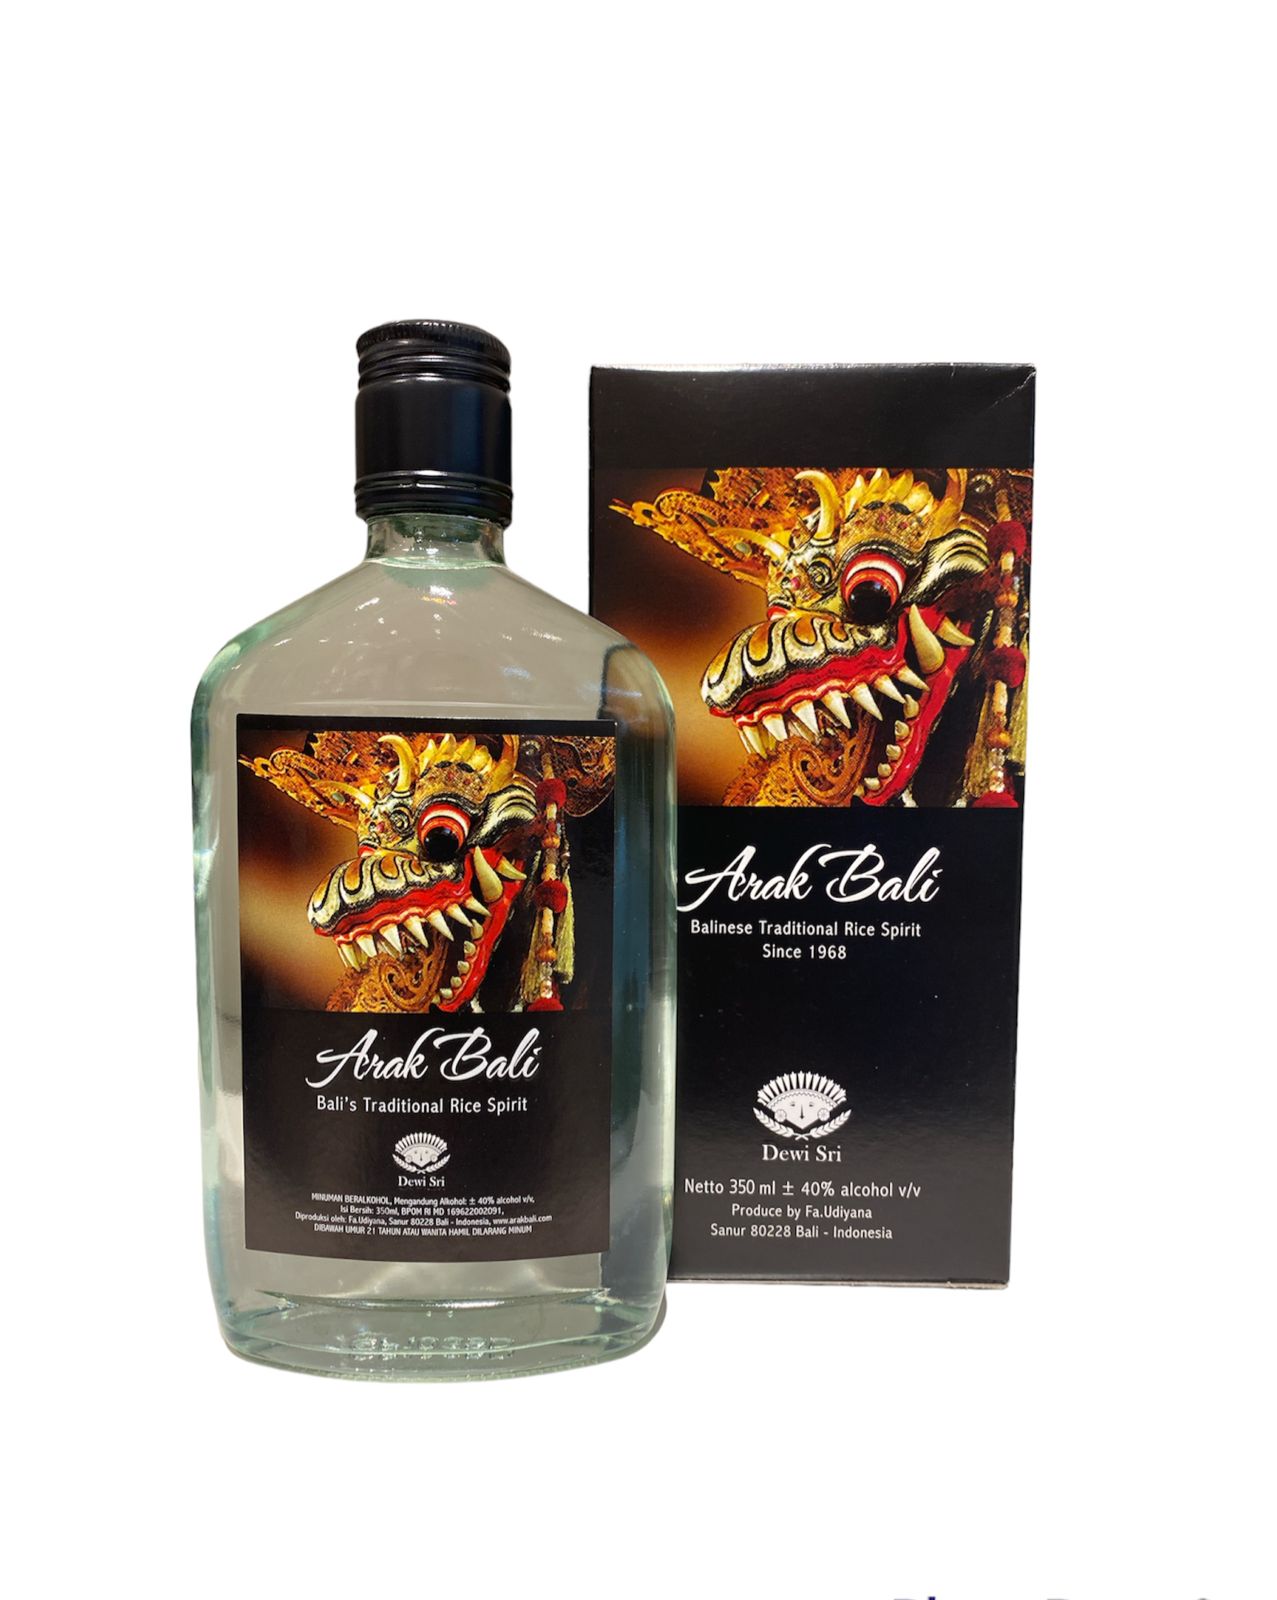 Arak Bali
Bali's Traditional Rice Spirit
Dewi Sri
MINUMAN BERALKOHOL, Mengandung Alkohol: ± 40% alcohol v/v,
Isi Bersih: 350ml, BPOM RI MD 169622002091,
Diproduksi oleh: Fa.Udiyana, Sanur 80228 Bali - Indonesia, www.arakbali.com
DIBAWAH UMUR 21 TAHUN ATAU WANITA HAMIL DILARANG MINUM
Arak Bali
Balinese Traditional Rice Spirit
Since 1968
Dewi Sri
Netto 350 ml ± 40% alcohol v/v
Produce by Fa.Udiyana
Sanur 80228 Bali - Indonesia